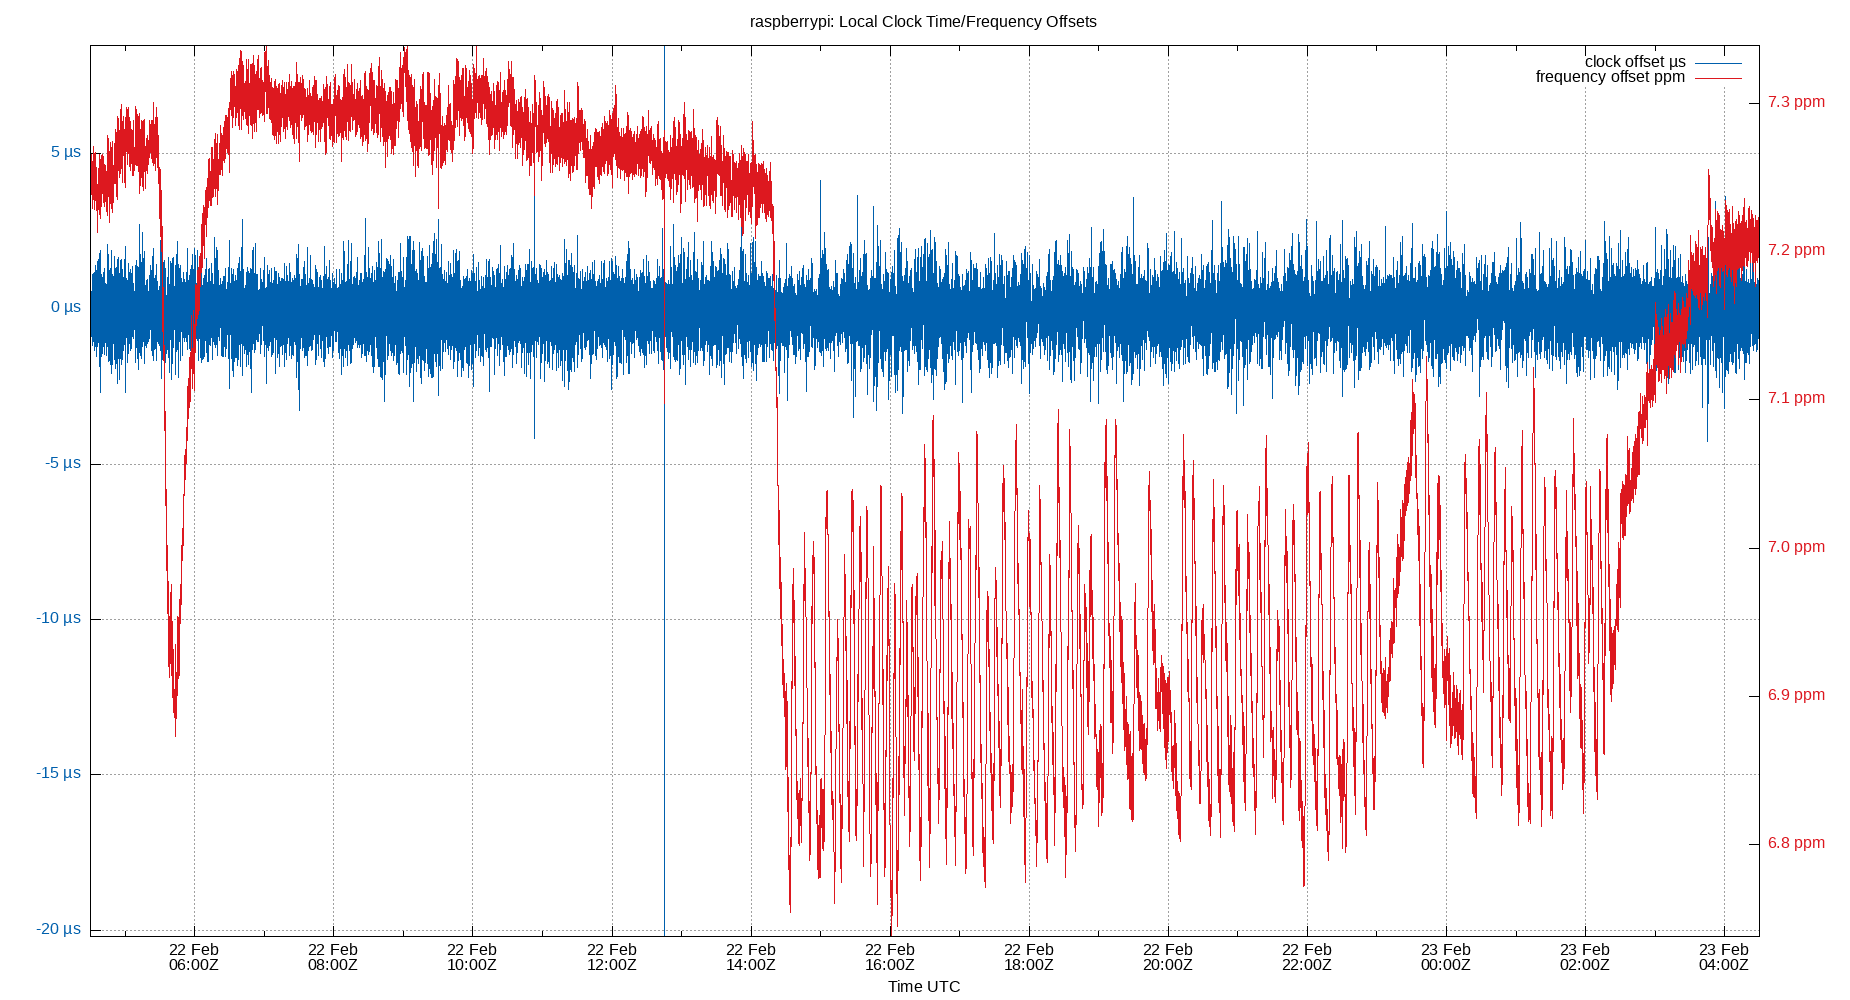 raspberrypi: Local Clock Time/Frequency Offsets
clock offset µs
frequency offset ppm
5 µs
0 µs
-5 µs
-10 µs
-15 µs
-20 µs
7.3 ppm
7.2 ppm
7.1 ppm
7.0 ppm
6.9 ppm
6.8 ppm
22 Feb 22 Feb 22 Feb 22 Feb 22 Feb 22 Feb 22 Feb 22 Feb 22 Feb 23 Feb 23 Feb 23 Feb
06:00Z 08:00Z 10:00Z 12:00Z 14:00Z 16:00Z 18:00Z 20:00Z 22:00Z 00:00Z 02:00Z 04:00Z
Time UTC